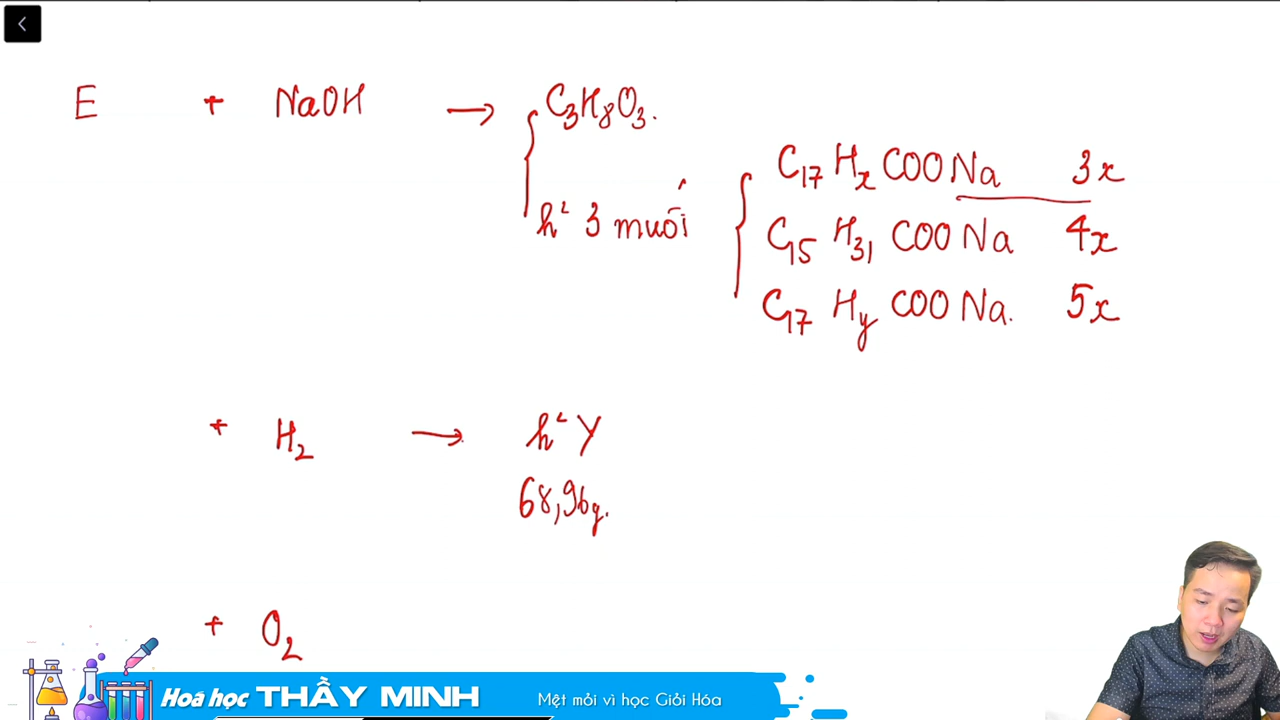 E + NaOH → C₃H₈O₃.
h² 3 muối
C₁₇HₓCOONa 3x
C₁₅H₃₁COONa 4x
C₁₇HᵧCOONa. 5x
+ H₂ → h² Y
68,96g.
+ O₂
Hoá học THẦY MINH
Mệt mỏi vì học Giỏi Hóa